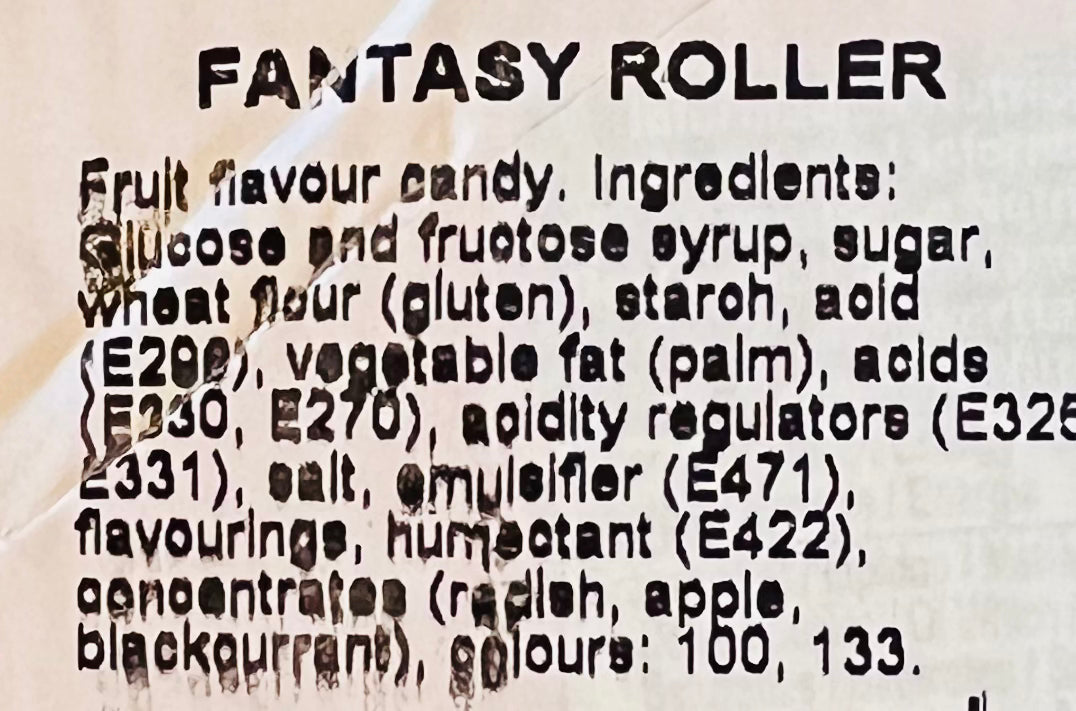 FANTASY ROLLER
Fruit flavour candy. Ingredients:
Glucose and fructose syrup, sugar,
wheat flour (gluten), starch, acid
(E296), vegetable fat (palm), acids
(E330, E270), acidity regulators (E325
E331), salt, emulsifier (E471),
flavourings, humectant (E422),
concentrates (radish, apple,
blackcurrant), colours: 100, 133.